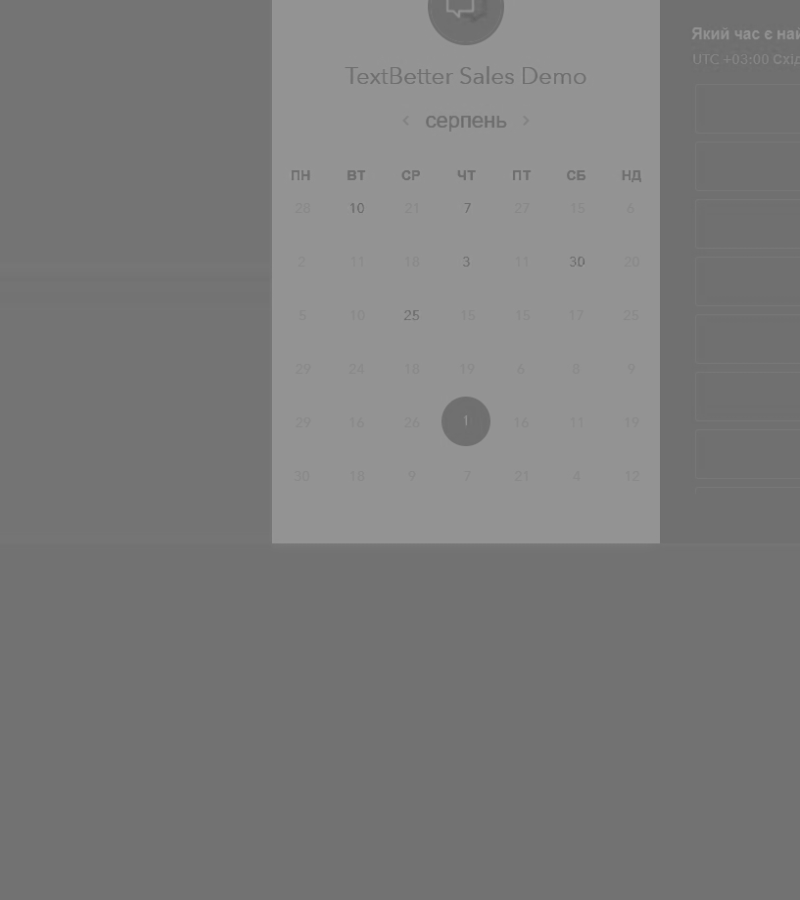 TextBetter Sales Demo
серпень
ПН ВТ СР ЧТ ПТ СБ НД
28 10 21 7 27 15 6
2 11 18 3 11 30 20
5 10 25 15 15 17 25
29 24 18 19 6 8 9
29 16 26 1 16 11 19
30 18 9 7 21 4 12
Який час є най
UTC +03:00 Схід